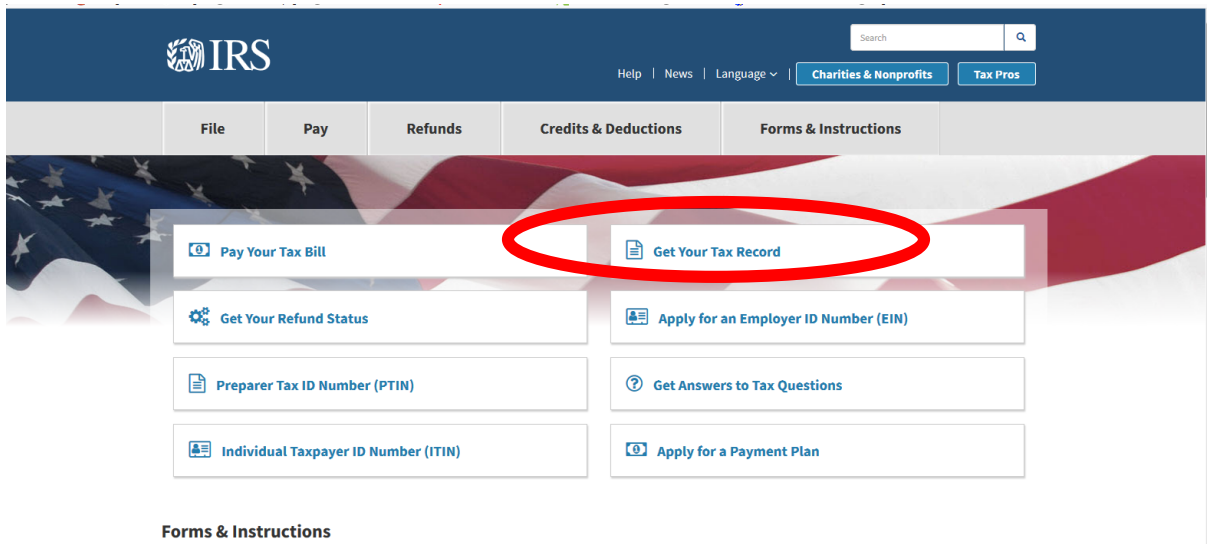 IRS
Search
Help | News | Language | Charities & Nonprofits Tax Pros
File Pay Refunds Credits & Deductions Forms & Instructions
Pay Your Tax Bill Get Your Tax Record
Get Your Refund Status Apply for an Employer ID Number (EIN)
Preparer Tax ID Number (PTIN) Get Answers to Tax Questions
Individual Taxpayer ID Number (ITIN) Apply for a Payment Plan
Forms & Instructions